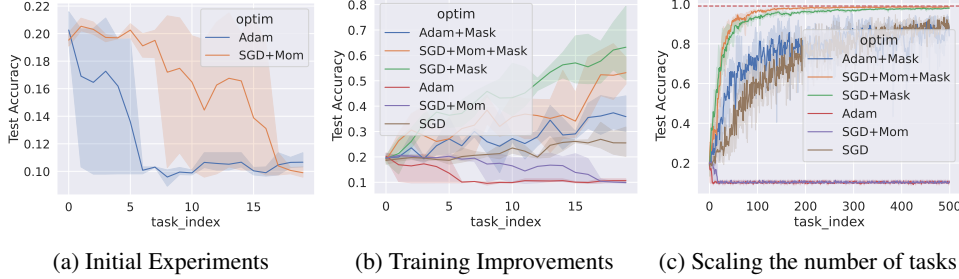 0.22
0.20
0.18
0.16
0.14
0.12
0.10
Test Accuracy
optim
Adam
SGD+Mom
0
5
10
15
task_index
(a) Initial Experiments
0.8
0.7
0.6
0.5
0.4
0.3
0.2
0.1
Test Accuracy
optim
Adam+Mask
SGD+Mom+Mask
SGD+Mask
Adam
SGD+Mom
SGD
0
5
10
15
task_index
(b) Training Improvements
1.0
0.8
0.6
0.4
0.2
Test Accuracy
optim
Adam+Mask
SGD+Mom+Mask
SGD+Mask
Adam
SGD+Mom
SGD
0
100
200
300
400
500
task_index
(c) Scaling the number of tasks